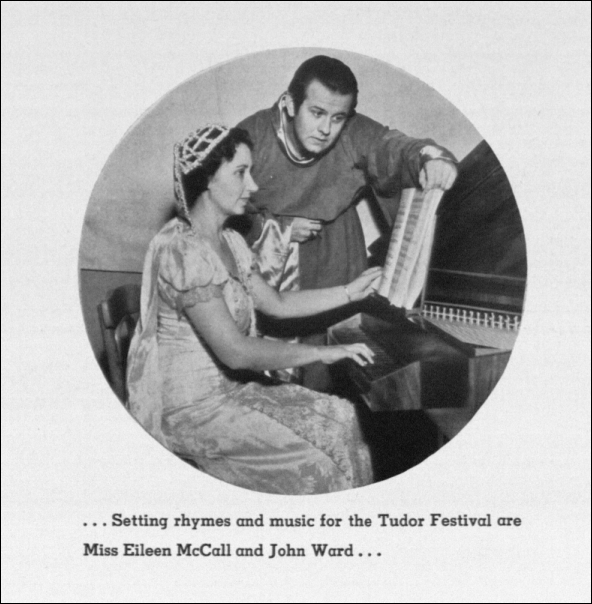 ... Setting rhymes and music for the Tudor Festival are
Miss Eileen McCall and John Ward ...